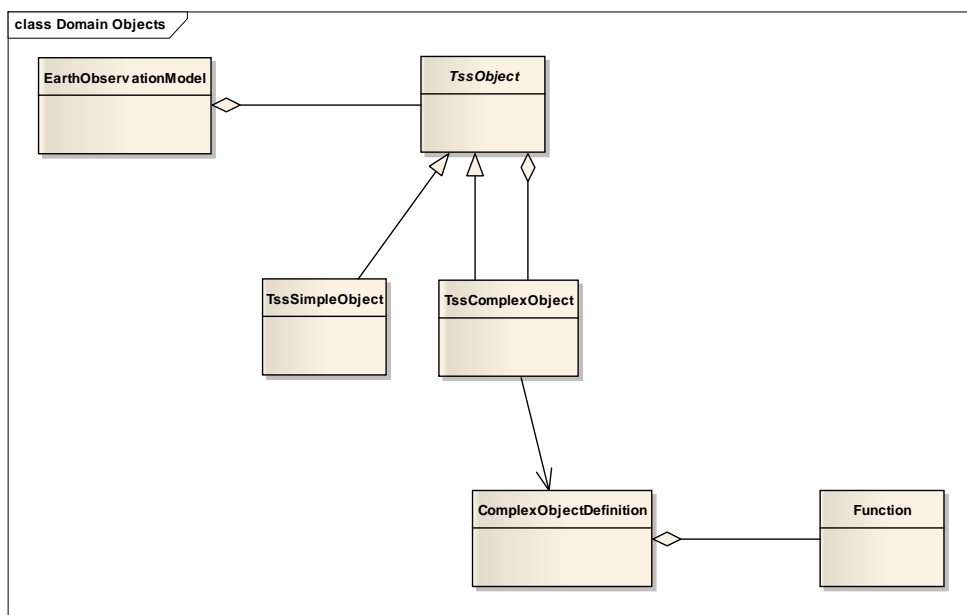 class Domain Objects
EarthObservationModel
TssObject
TssSimpleObject
TssComplexObject
ComplexObjectDefinition
Function